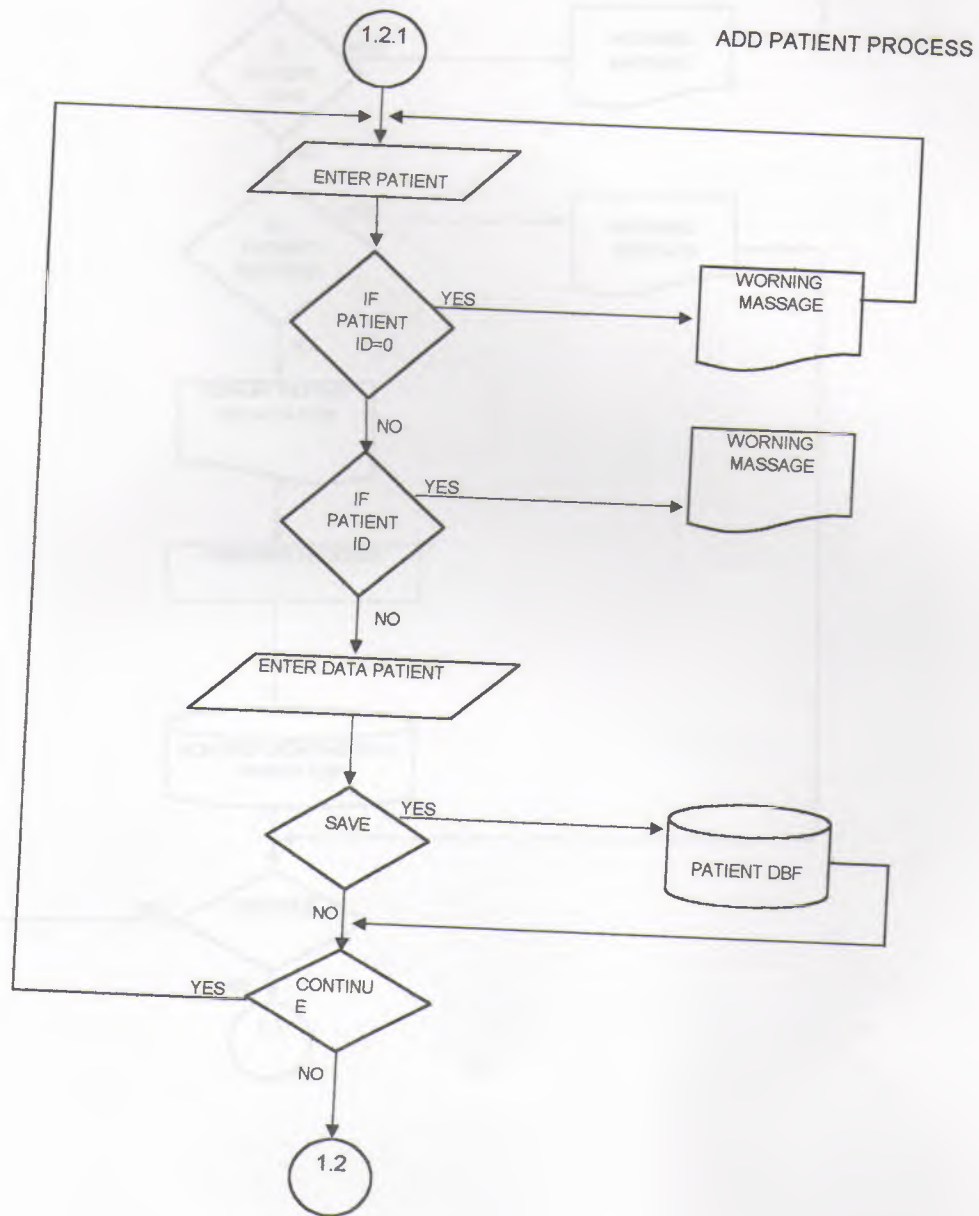 1.2.1
ADD PATIENT PROCESS
ENTER PATIENT
IF
PATIENT
ID=0
YES
WORNING
MASSAGE
NO
IF
PATIENT
ID
YES
WORNING
MASSAGE
NO
ENTER DATA PATIENT
SAVE
YES
PATIENT DBF
NO
CONTINU
E
YES
NO
1.2